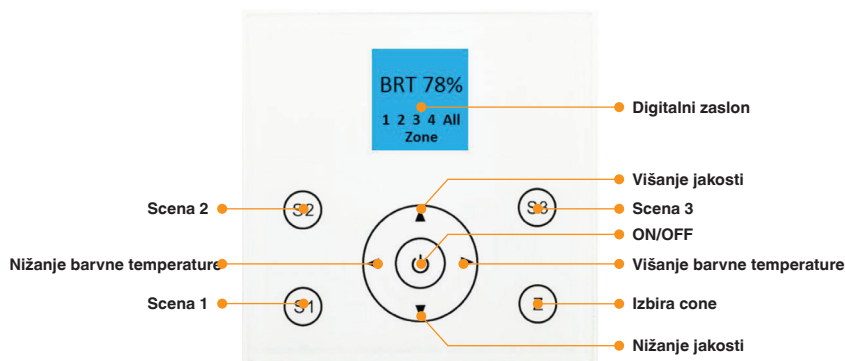 BRT 78%
1 2 3 4 All
Zone
Digitalni zaslon
Višanje jakosti
Scena 2
S2
S3
Scena 3
ON/OFF
Nižanje barvne temperature
Višanje barvne temperature
Scena 1
S1
Z
Izbira cone
Nižanje jakosti